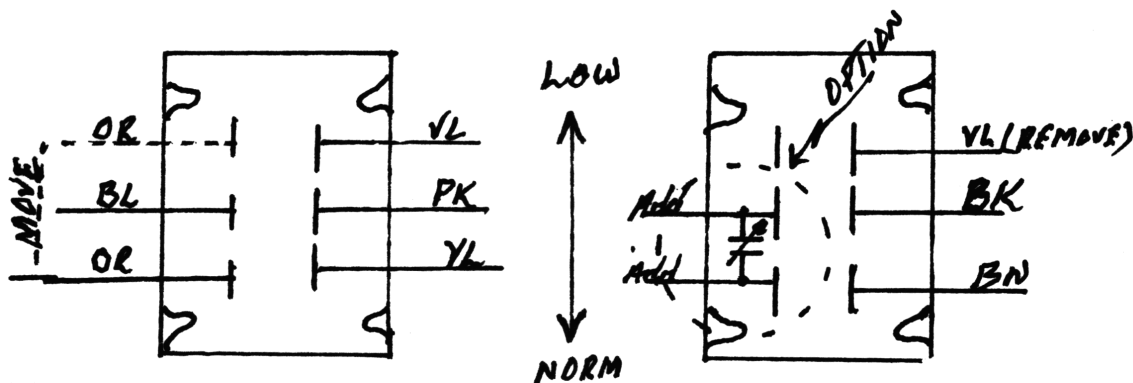 LOW
NORM
MOVE
OR
BL
OR
VL
PK
YL
OPTION
Add
Add
VL (REMOVE)
BK
BN